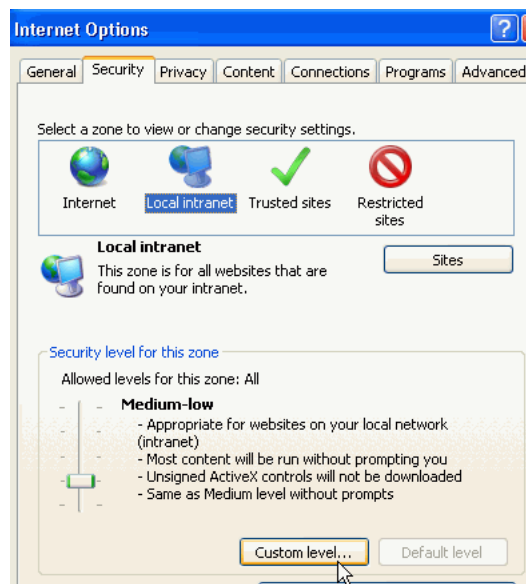 Internet Options
General Security Privacy Content Connections Programs Advanced
Select a zone to view or change security settings.
Internet Local intranet Trusted sites Restricted
sites
Local intranet
This zone is for all websites that are
found on your intranet.
Sites
Security level for this zone
Allowed levels for this zone: All
Medium-low
- Appropriate for websites on your local network
(intranet)
- Most content will be run without prompting you
- Unsigned ActiveX controls will not be downloaded
- Same as Medium level without prompts
Custom level... Default level